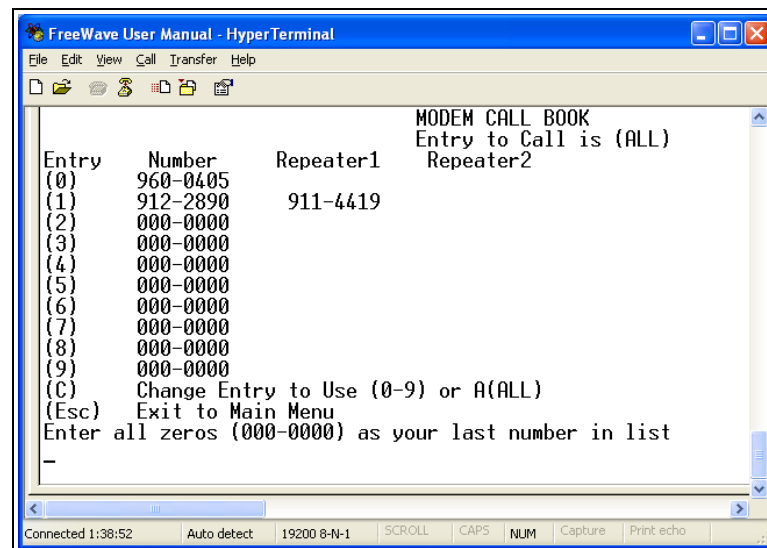 FreeWave User Manual - HyperTerminal
File Edit View Call Transfer Help
MODEM CALL BOOK
Entry to Call is (ALL)
Entry Number Repeater1 Repeater2
(0) 960-0405
(1) 912-2890 911-4419
(2) 000-0000
(3) 000-0000
(4) 000-0000
(5) 000-0000
(6) 000-0000
(7) 000-0000
(8) 000-0000
(9) 000-0000
(C) Change Entry to Use (0-9) or A(ALL)
(Esc) Exit to Main Menu
Enter all zeros (000-0000) as your last number in list
_
Connected 1:38:52 Auto detect 19200 8-N-1 SCROLL CAPS NUM Capture Print echo